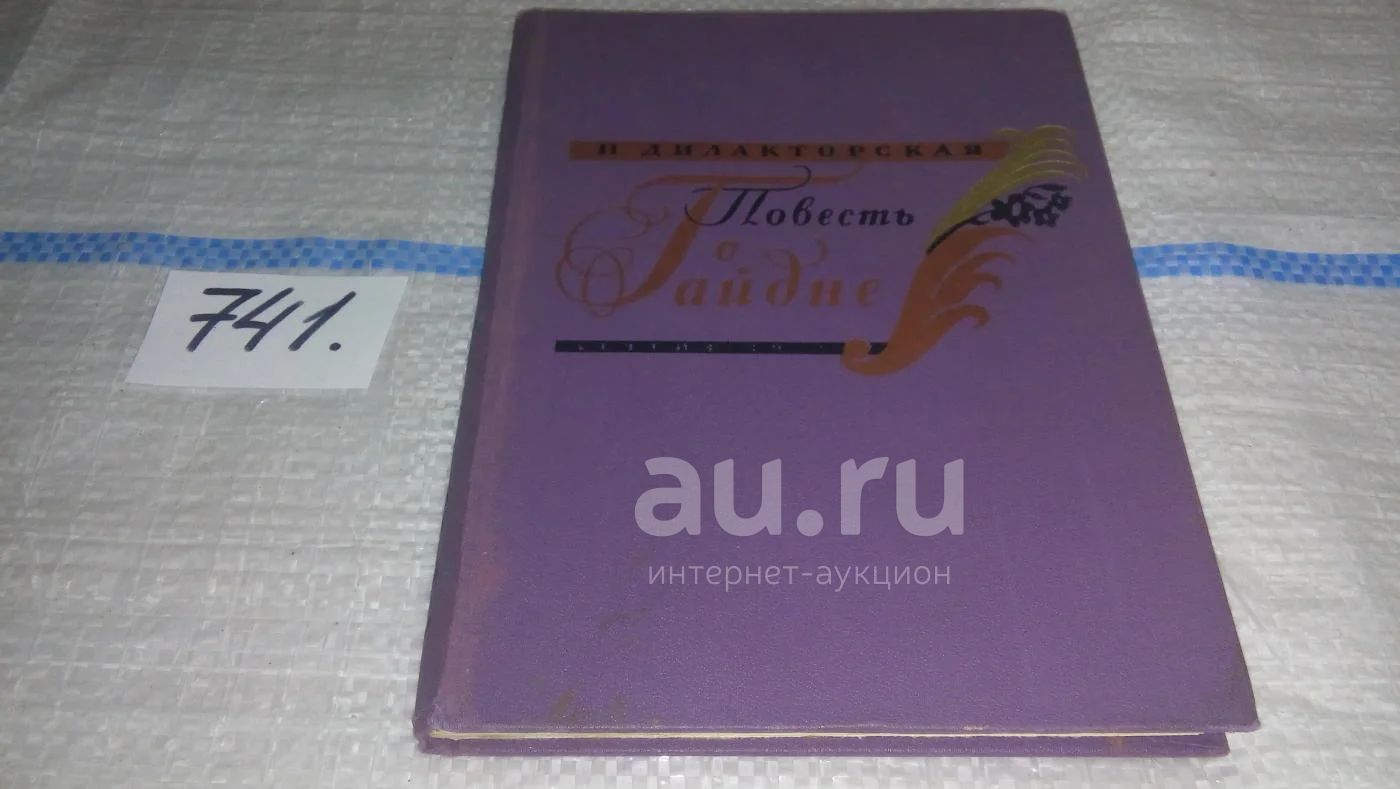 741.
Н ДИЛАКТОРСКАЯ
Повесть
о
Гайдне
au.ru
интернет-аукцион